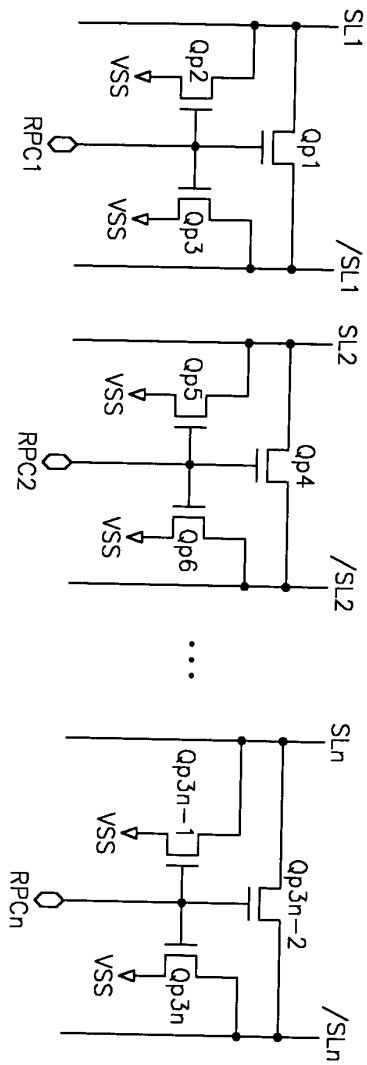 SL1
Qp2
VSS
Qp1
RPC1
Qp3
VSS
/SL1
SL2
Qp5
VSS
Qp4
RPC2
Qp6
VSS
/SL2
...
SLn
Qp3n-1
VSS
Qp3n-2
RPCn
Qp3n
VSS
/SLn